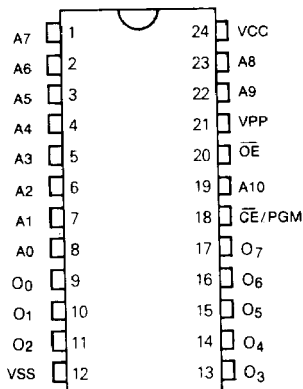 A7 1 24 VCC
A6 2 23 A8
A5 3 22 A9
A4 4 21 VPP
A3 5 20 O̅E̅
A2 6 19 A10
A1 7 18 C̅E̅/PGM
A0 8 17 O7
O0 9 16 O6
O1 10 15 O5
O2 11 14 O4
VSS 12 13 O3